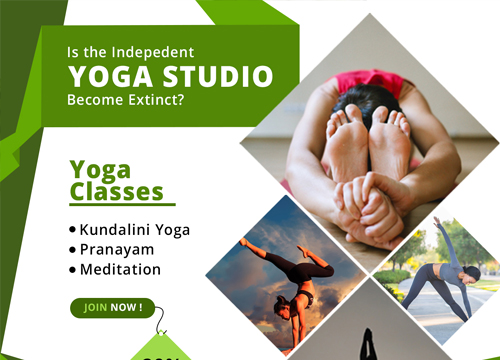 Is the Indepedent
YOGA STUDIO
Become Extinct?
Yoga
Classes
Kundalini Yoga
Pranayam
Meditation
JOIN NOW !